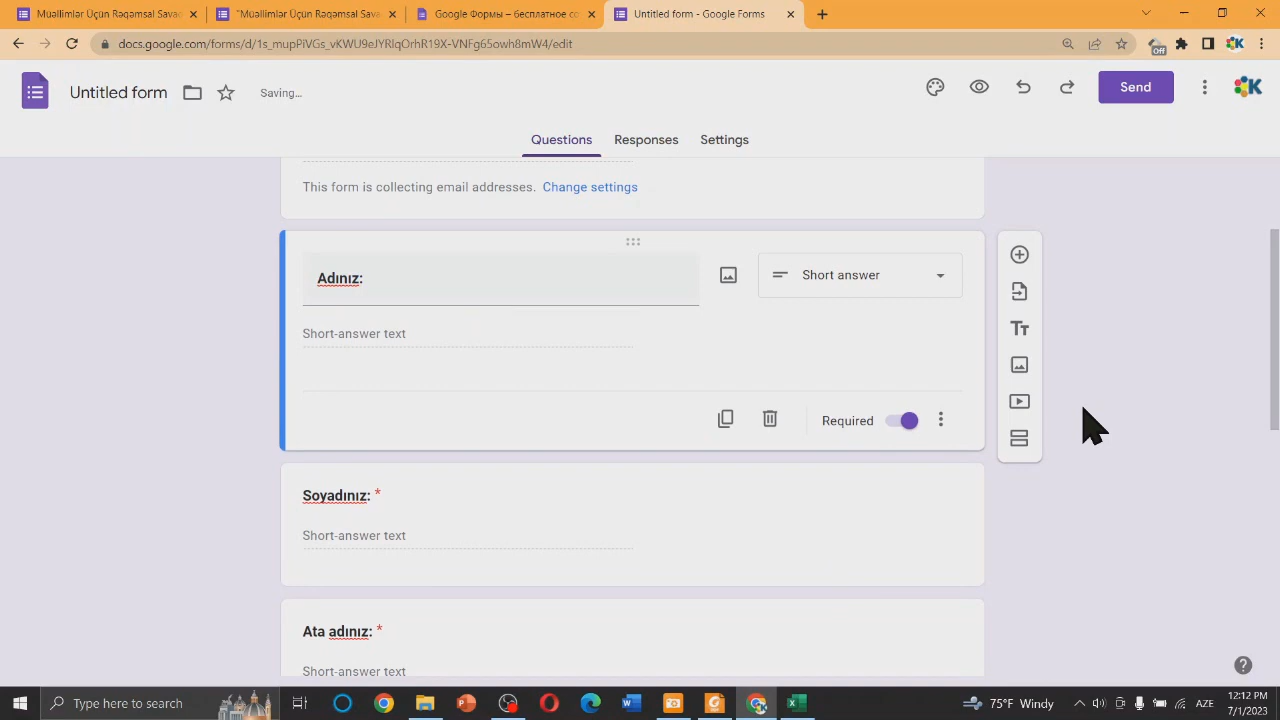 "Müəllimlər Üçün Rəqəmsal Savad
"Müəllimlər Üçün Rəqəmsal Sava
Google Формы – бесплатное со
Untitled form - Google Forms
docs.google.com/forms/d/1s_mupPiVGs_vKWU9eJYRlqOrhR19X-VNFg65owh8mW4/edit
Off
Untitled form
Saving...
Send
Questions Responses Settings
This form is collecting email addresses. Change settings
Adınız:
Short answer
Short-answer text
Required
Soyadınız: *
Short-answer text
Ata adınız: *
Short-answer text
Type here to search
75°F Windy
AZE
12:12 PM
7/1/2023